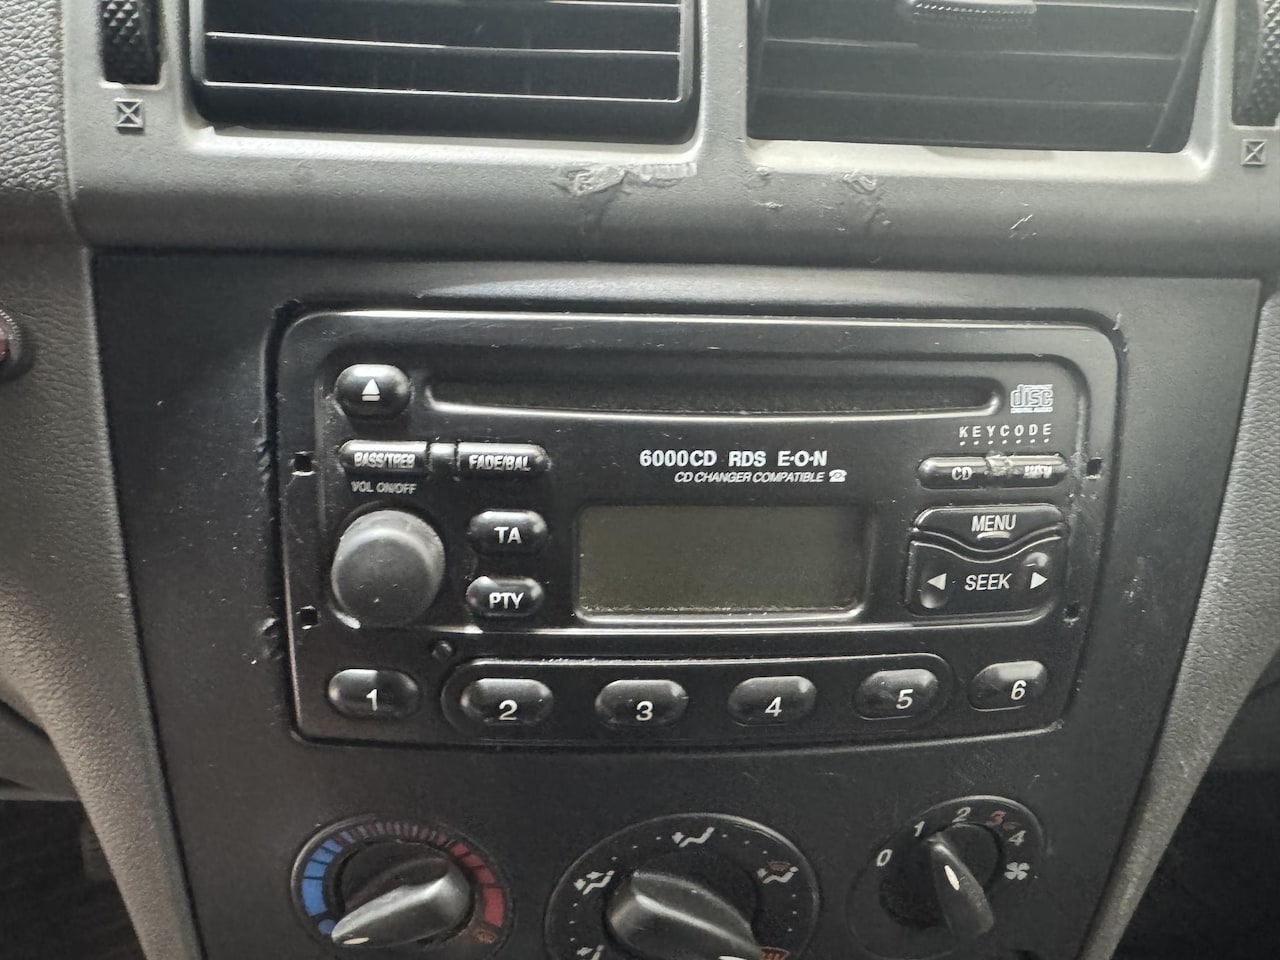 disc
KEYCODE
BASS/TREB FADE/BAL
6000CD RDS E·O·N
CD
CD CHANGER COMPATIBLE
VOL ON/OFF
TA
MENU
SEEK
PTY
1 2 3 4 5 6
0 1 2 3 4